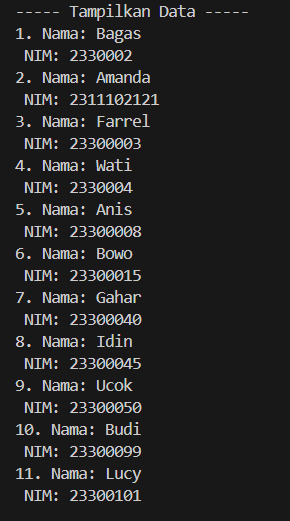 ----- Tampilkan Data -----
1. Nama: Bagas
NIM: 2330002
2. Nama: Amanda
NIM: 2311102121
3. Nama: Farrel
NIM: 23300003
4. Nama: Wati
NIM: 2330004
5. Nama: Anis
NIM: 23300008
6. Nama: Bowo
NIM: 23300015
7. Nama: Gahar
NIM: 23300040
8. Nama: Idin
NIM: 23300045
9. Nama: Ucok
NIM: 23300050
10. Nama: Budi
NIM: 23300099
11. Nama: Lucy
NIM: 23300101